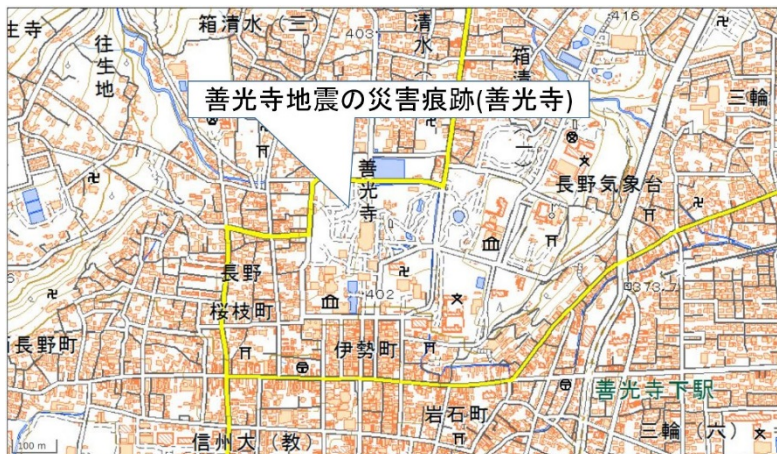 生寺
往生地
箱清水(三)
403
清水(
箱清
416
三輪
善光寺地震の災害痕跡(善光寺)
善光寺
(一)
長野気象台
長野
桜枝町
402
373.7
長野町
伊勢町
善光寺下駅
岩石町
信州大(教)
三輪(六)
100 m